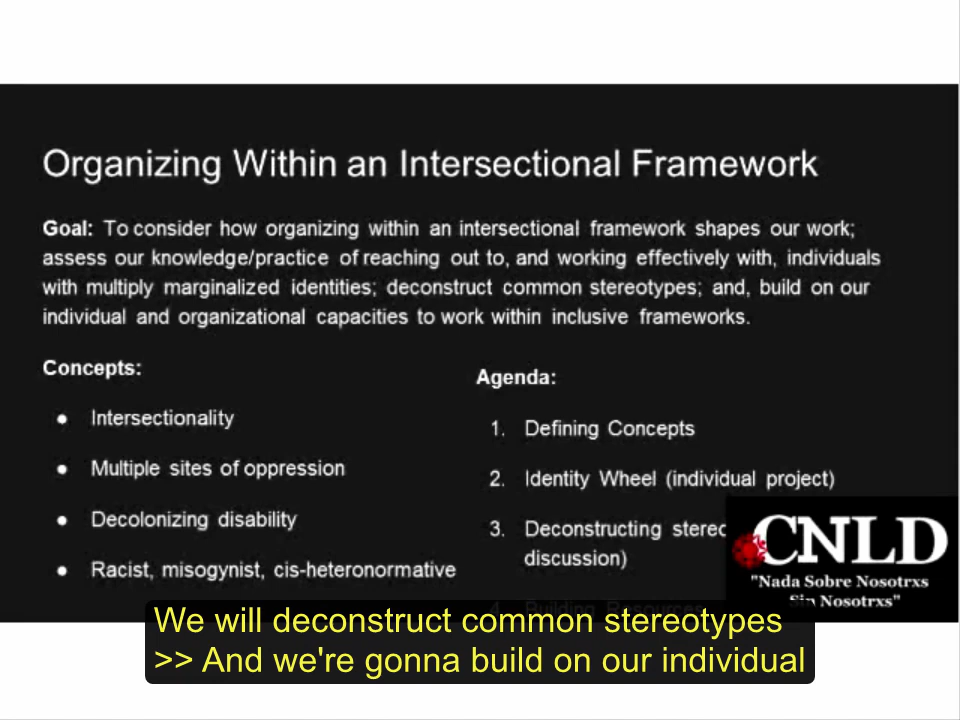 Organizing Within an Intersectional Framework
Goal: To consider how organizing within an intersectional framework shapes our work;
assess our knowledge/practice of reaching out to, and working effectively with, individuals
with multiply marginalized identities; deconstruct common stereotypes; and, build on our
individual and organizational capacities to work within inclusive frameworks.
Concepts:
● Intersectionality
● Multiple sites of oppression
● Decolonizing disability
● Racist, misogynist, cis-heteronormative
Agenda:
1. Defining Concepts
2. Identity Wheel (individual project)
3. Deconstructing
discussion)
4. Building Resources
CNLD
"Nada Sobre Nosotrxs
Sin Nosotrxs"
We will deconstruct common stereotypes
>> And we're gonna build on our individual